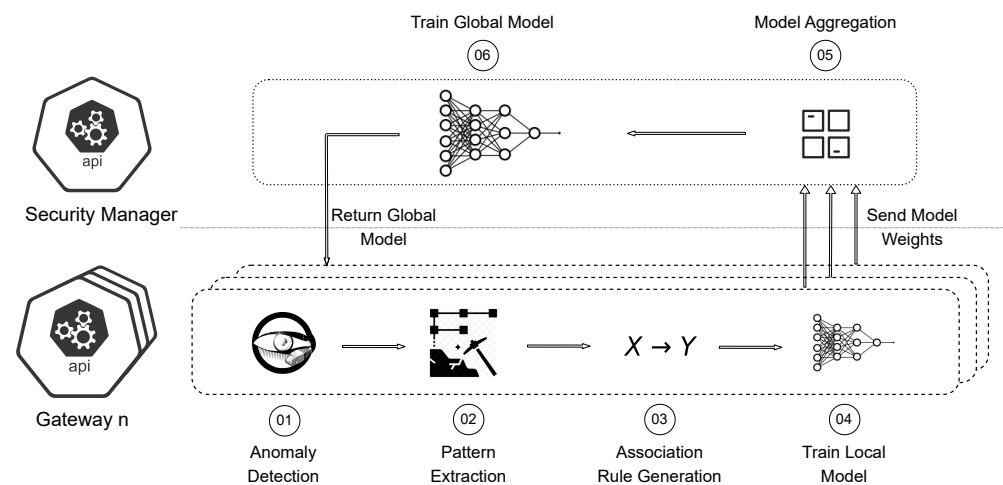 Train Global Model
Model Aggregation
06
05
api
Security Manager
Return Global
Model
Send Model
Weights
api
Gateway n
X → Y
01
02
03
04
Anomaly
Detection
Pattern
Extraction
Association
Rule Generation
Train Local
Model